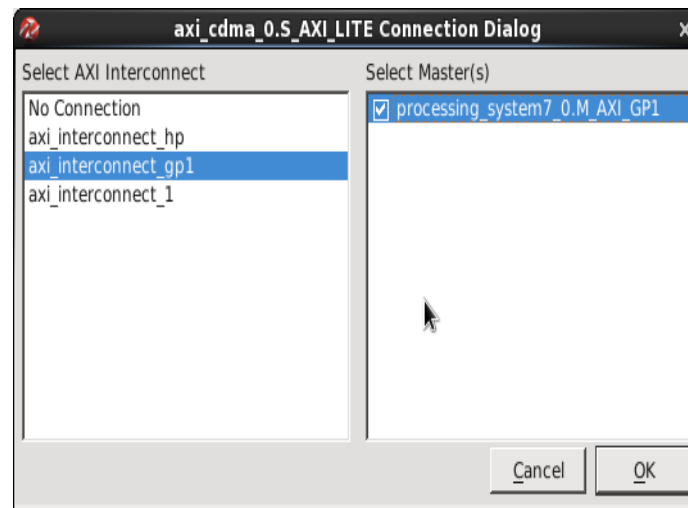 axi_cdma_0.S_AXI_LITE Connection Dialog
Select AXI Interconnect
No Connection
axi_interconnect_hp
axi_interconnect_gp1
axi_interconnect_1
Select Master(s)
processing_system7_0.M_AXI_GP1
Cancel
OK